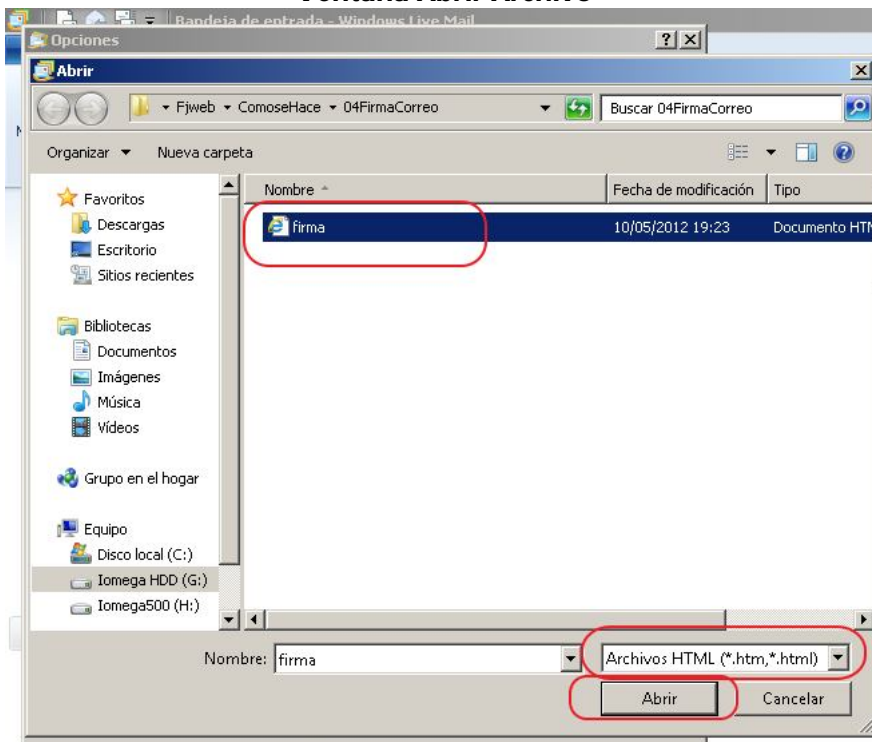 Ventana Abrir Archivo
Bandeja de entrada - Windows Live Mail
Opciones
Abrir
Fjweb ComoseHace 04FirmaCorreo
Buscar 04FirmaCorreo
Organizar Nueva carpeta
Nombre Fecha de modificación Tipo
firma 10/05/2012 19:23 Documento HTM
Favoritos
Descargas
Escritorio
Sitios recientes
Bibliotecas
Documentos
Imágenes
Música
Vídeos
Grupo en el hogar
Equipo
Disco local (C:)
Iomega HDD (G:)
Iomega500 (H:)
Nombre: firma Archivos HTML (*.htm,*.html)
Abrir Cancelar